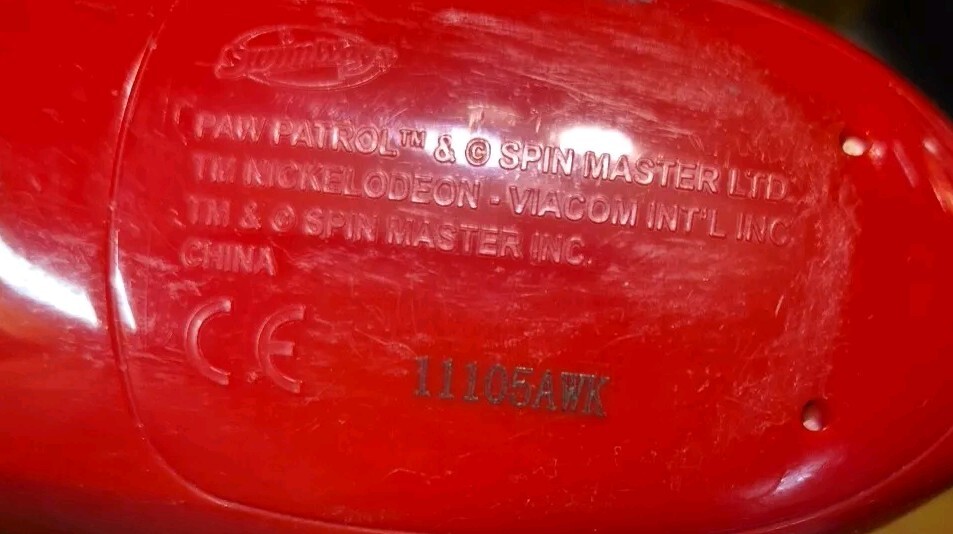 SwimWays
PAW PATROL™ & © SPIN MASTER LTD.
TM NICKELODEON - VIACOM INT'L INC
TM & © SPIN MASTER INC.
CHINA
CE
11105AWK